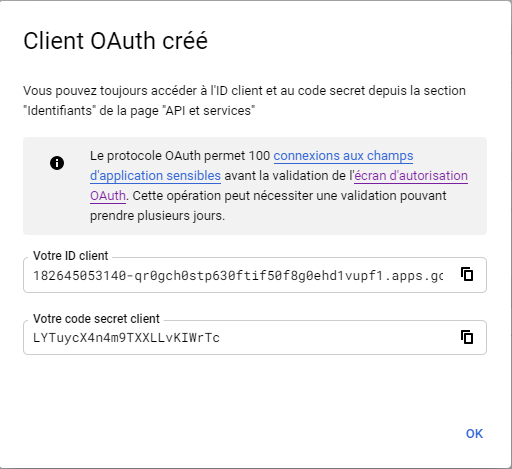 Client OAuth créé
Vous pouvez toujours accéder à l'ID client et au code secret depuis la section
"Identifiants" de la page "API et services"
Le protocole OAuth permet 100 connexions aux champs
d'application sensibles avant la validation de l'écran d'autorisation
OAuth. Cette opération peut nécessiter une validation pouvant
prendre plusieurs jours.
Votre ID client
182645053140-qr0gch0stp630ftif50f8g0ehd1vupf1.apps.gc
Votre code secret client
LYTuycX4n4m9TXXLLvKIWrTc
OK